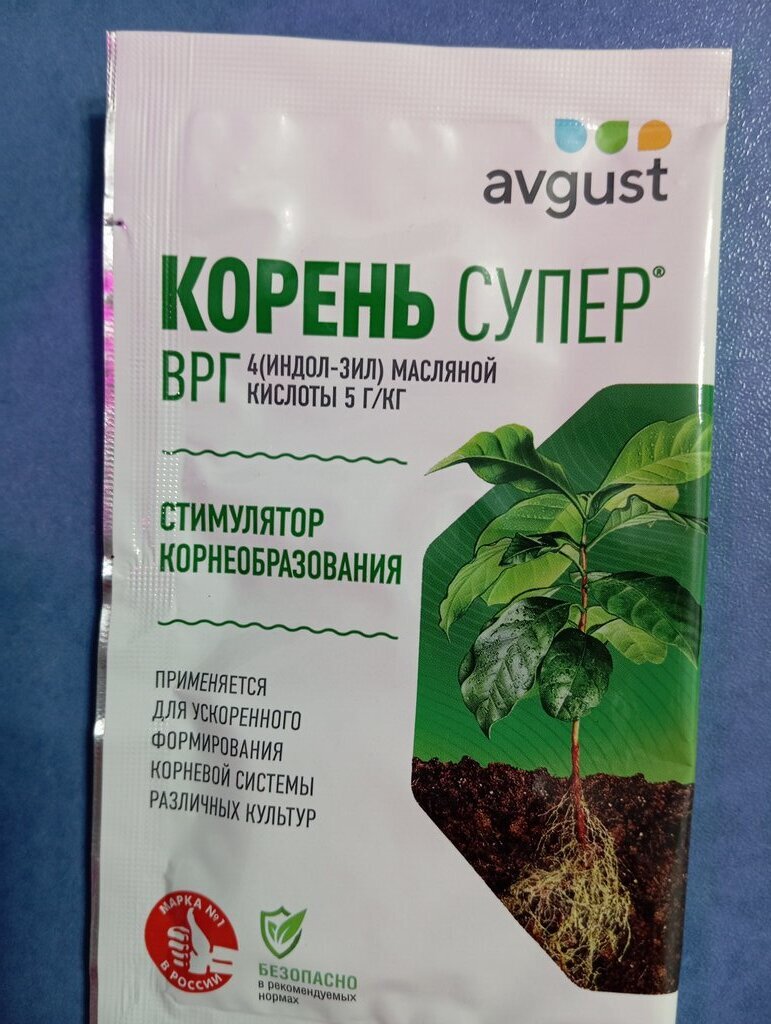 avgust
КОРЕНЬ СУПЕР®
ВРГ 4(ИНДОЛ-3ИЛ) МАСЛЯНОЙ
КИСЛОТЫ 5 Г/КГ
СТИМУЛЯТОР
КОРНЕОБРАЗОВАНИЯ
ПРИМЕНЯЕТСЯ
ДЛЯ УСКОРЕННОГО
ФОРМИРОВАНИЯ
КОРНЕВОЙ СИСТЕМЫ
РАЗЛИЧНЫХ КУЛЬТУР
МАРКА №1
В РОССИИ
БЕЗОПАСНО
в рекомендуемых
нормах